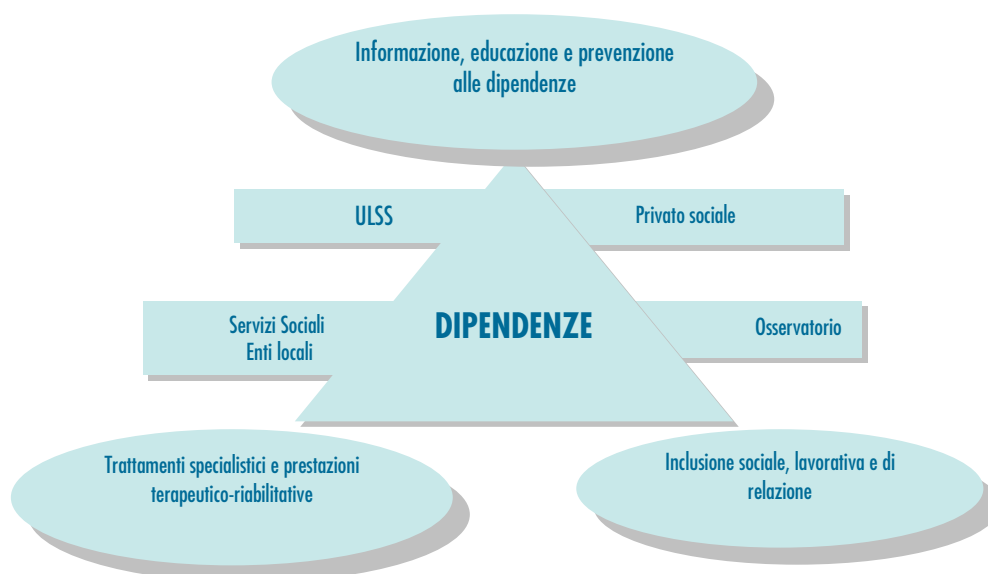 Informazione, educazione e prevenzione
alle dipendenze
ULSS
Privato sociale
Servizi Sociali
Enti locali
DIPENDENZE
Osservatorio
Trattamenti specialistici e prestazioni
terapeutico-riabilitative
Inclusione sociale, lavorativa e di
relazione